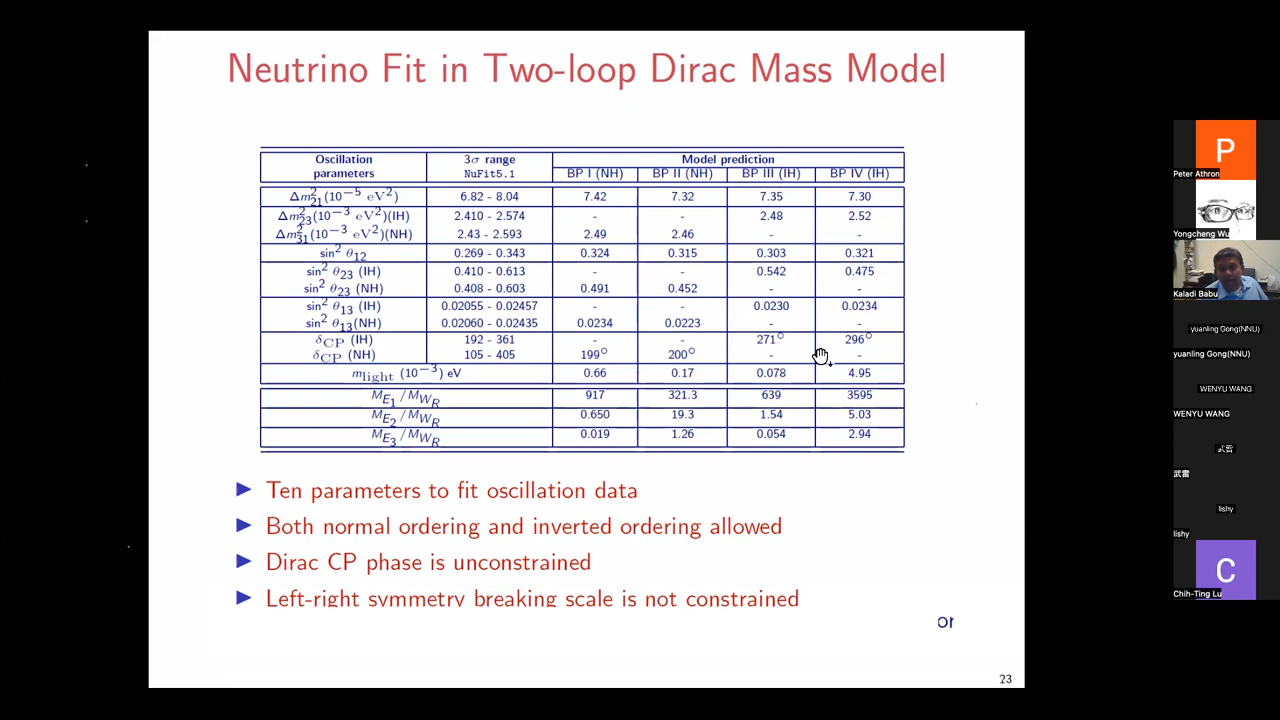 Neutrino Fit in Two-loop Dirac Mass Model
Oscillation parameters | 3σ range NuFit5.1 | Model prediction
BP I (NH) | BP II (NH) | BP III (IH) | BP IV (IH)
Δm²₂₁(10⁻⁵ eV²) | 6.82 - 8.04 | 7.42 | 7.32 | 7.35 | 7.30
Δm²₂₃(10⁻³ eV²)(IH) | 2.410 - 2.574 | - | - | 2.48 | 2.52
Δm²₃₁(10⁻³ eV²)(NH) | 2.43 - 2.593 | 2.49 | 2.46 | - | -
sin² θ₁₂ | 0.269 - 0.343 | 0.324 | 0.315 | 0.303 | 0.321
sin² θ₂₃ (IH) | 0.410 - 0.613 | - | - | 0.542 | 0.475
sin² θ₂₃ (NH) | 0.408 - 0.603 | 0.491 | 0.452 | - | -
sin² θ₁₃ (IH) | 0.02055 - 0.02457 | - | - | 0.0230 | 0.0234
sin² θ₁₃(NH) | 0.02060 - 0.02435 | 0.0234 | 0.0223 | - | -
δ_CP (IH) | 192 - 361 | - | - | 271° | 296°
δ_CP (NH) | 105 - 405 | 199° | 200° | - | -
m_light (10⁻³) eV | 0.66 | 0.17 | 0.078 | 4.95
M_E₁/M_W_R | 917 | 321.3 | 639 | 3595
M_E₂/M_W_R | 0.650 | 19.3 | 1.54 | 5.03
M_E₃/M_W_R | 0.019 | 1.26 | 0.054 | 2.94
▶ Ten parameters to fit oscillation data
▶ Both normal ordering and inverted ordering allowed
▶ Dirac CP phase is unconstrained
▶ Left-right symmetry breaking scale is not constrained
or
23
P
Peter Athron
Yongcheng Wu
Kaladi Babu
yuanling Gong(NNU)
yuanling Gong(NNU)
WENYU WANG
WENYU WANG
武雷
武雷
lishy
lishy
C
Chih-Ting Lu